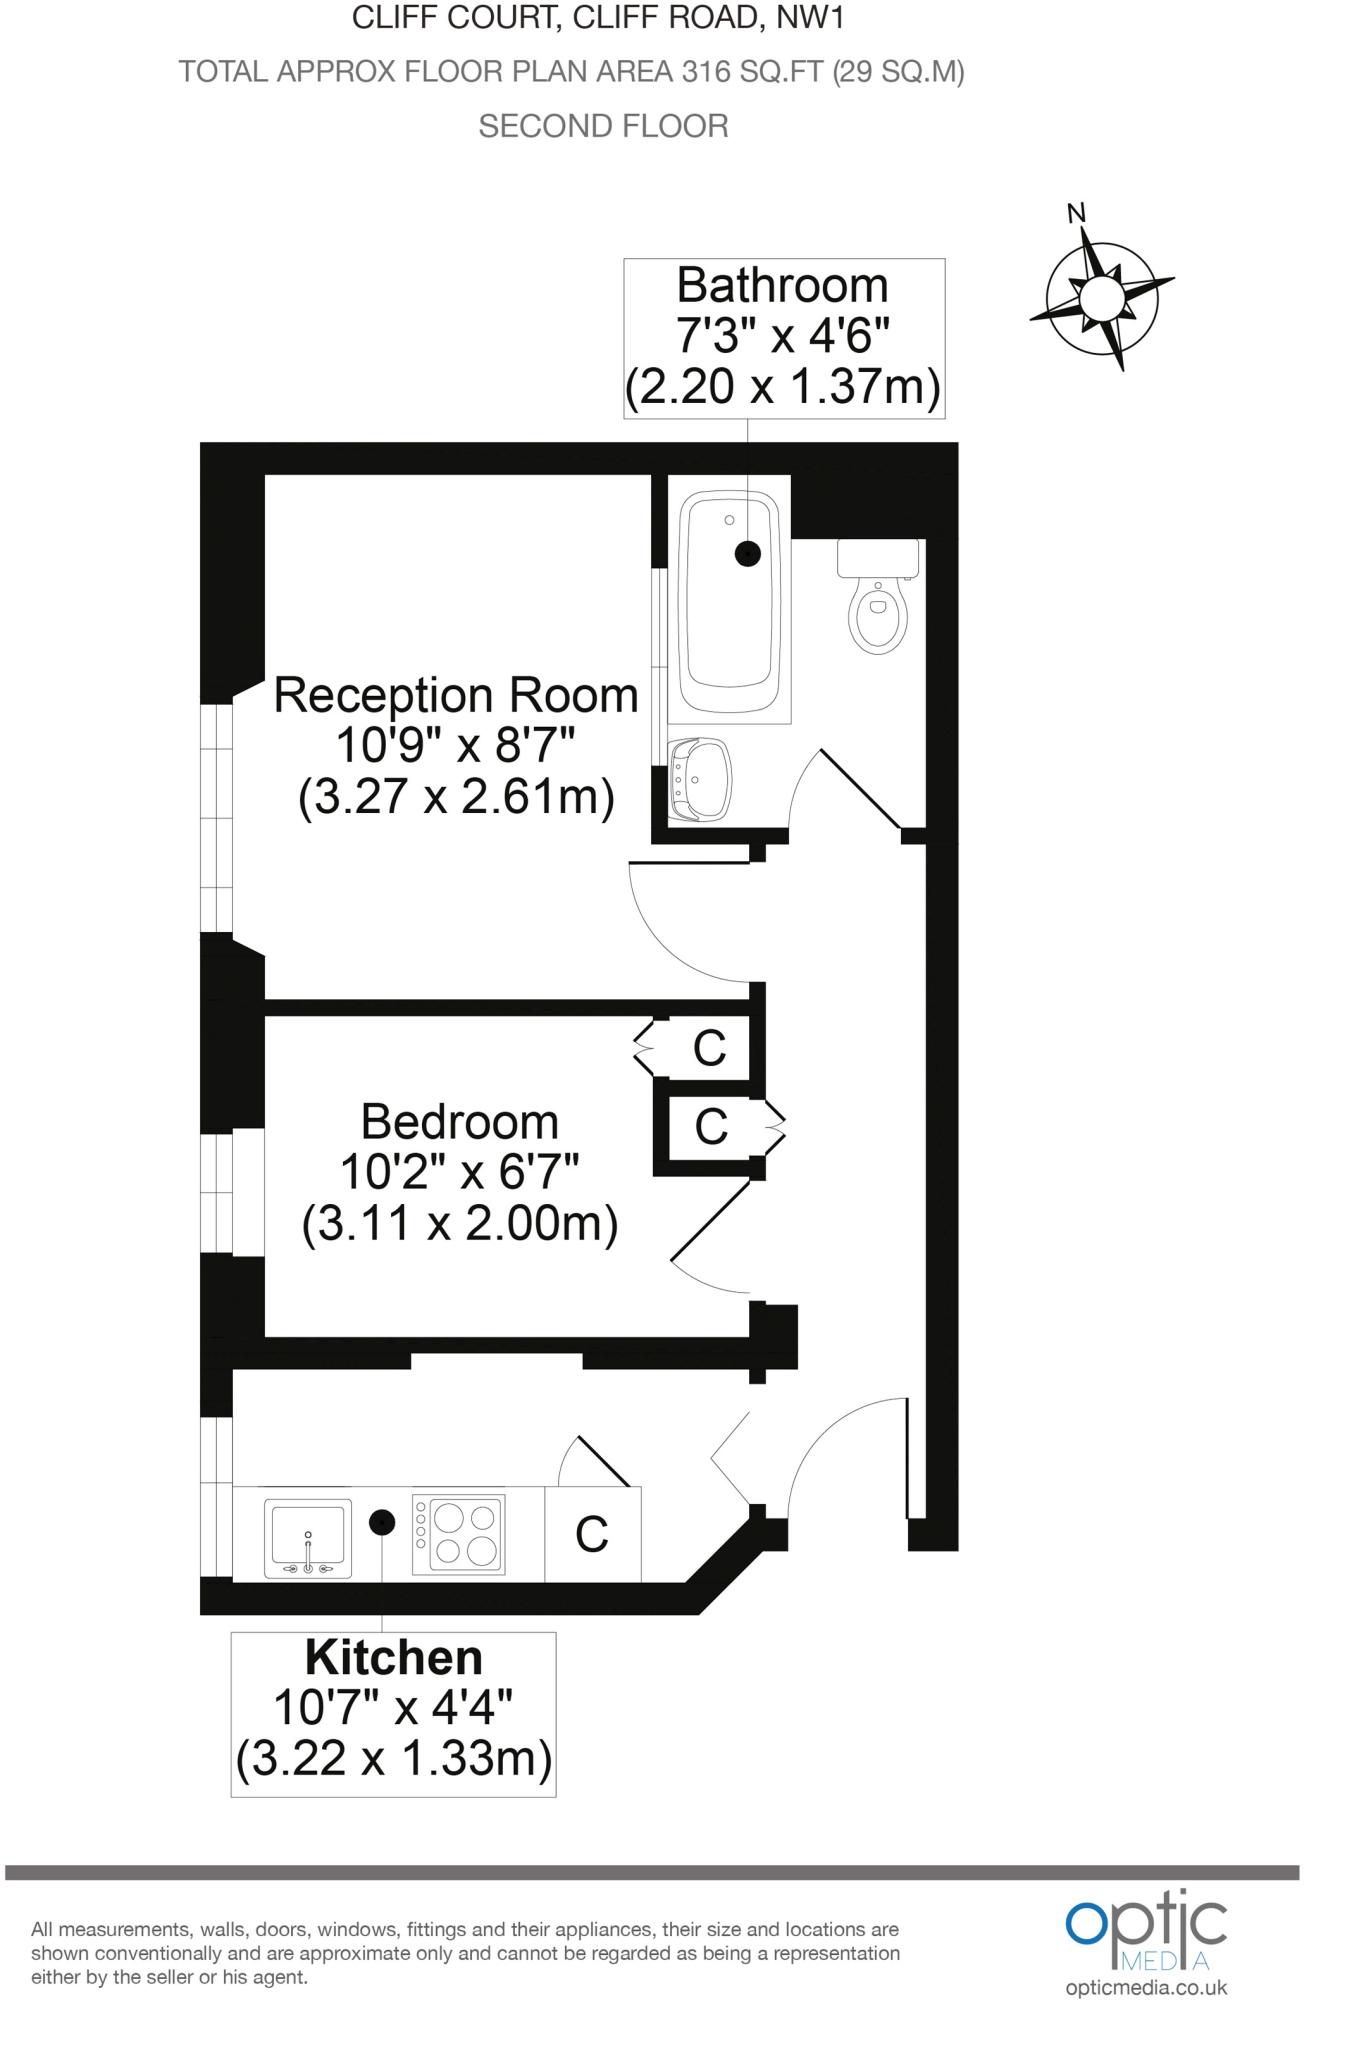 CLIFF COURT, CLIFF ROAD, NW1
TOTAL APPROX FLOOR PLAN AREA 316 SQ.FT (29 SQ.M)
SECOND FLOOR
N
Bathroom
7'3" x 4'6"
(2.20 x 1.37m)
Reception Room
10'9" x 8'7"
(3.27 x 2.61m)
C
C
Bedroom
10'2" x 6'7"
(3.11 x 2.00m)
C
Kitchen
10'7" x 4'4"
(3.22 x 1.33m)
All measurements, walls, doors, windows, fittings and their appliances, their size and locations are
shown conventionally and are approximate only and cannot be regarded as being a representation
either by the seller or his agent.
optic
MEDIA
opticmedia.co.uk